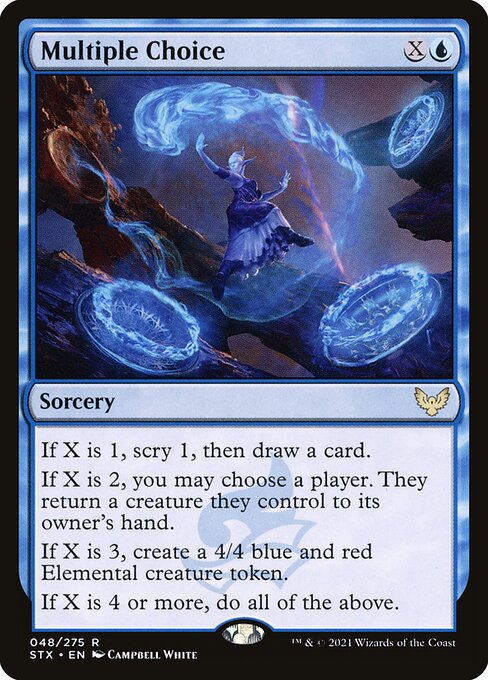 Multiple Choice X
Sorcery
If X is 1, scry 1, then draw a card.
If X is 2, you may choose a player. They
return a creature they control to its
owner's hand.
If X is 3, create a 4/4 blue and red
Elemental creature token.
If X is 4 or more, do all of the above.
048/275 R
STX • EN Campbell White
™ & © 2021 Wizards of the Coast